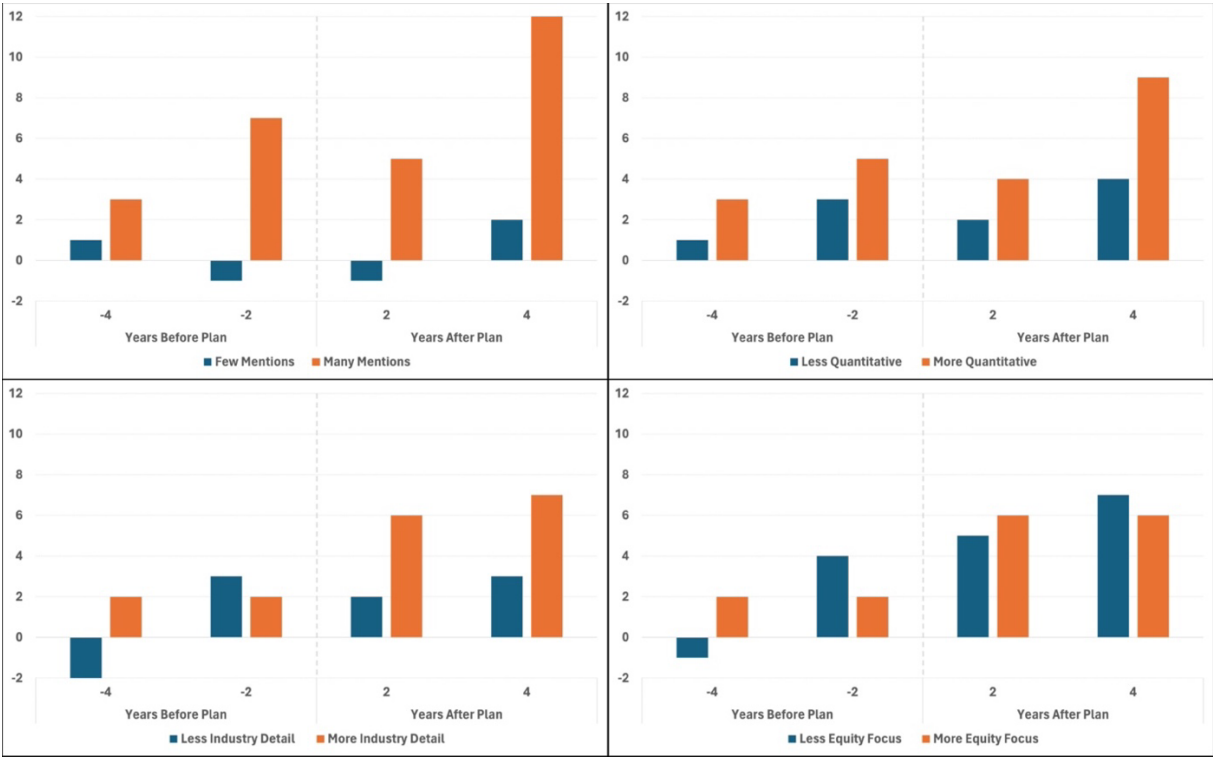 12
10
8
6
4
2
0
-2
-4 -2 2 4
Years Before Plan Years After Plan
Few Mentions Many Mentions
12
10
8
6
4
2
0
-2
-4 -2 2 4
Years Before Plan Years After Plan
Less Quantitative More Quantitative
12
10
8
6
4
2
0
-2
-4 -2 2 4
Years Before Plan Years After Plan
Less Industry Detail More Industry Detail
12
10
8
6
4
2
0
-2
-4 -2 2 4
Years Before Plan Years After Plan
Less Equity Focus More Equity Focus